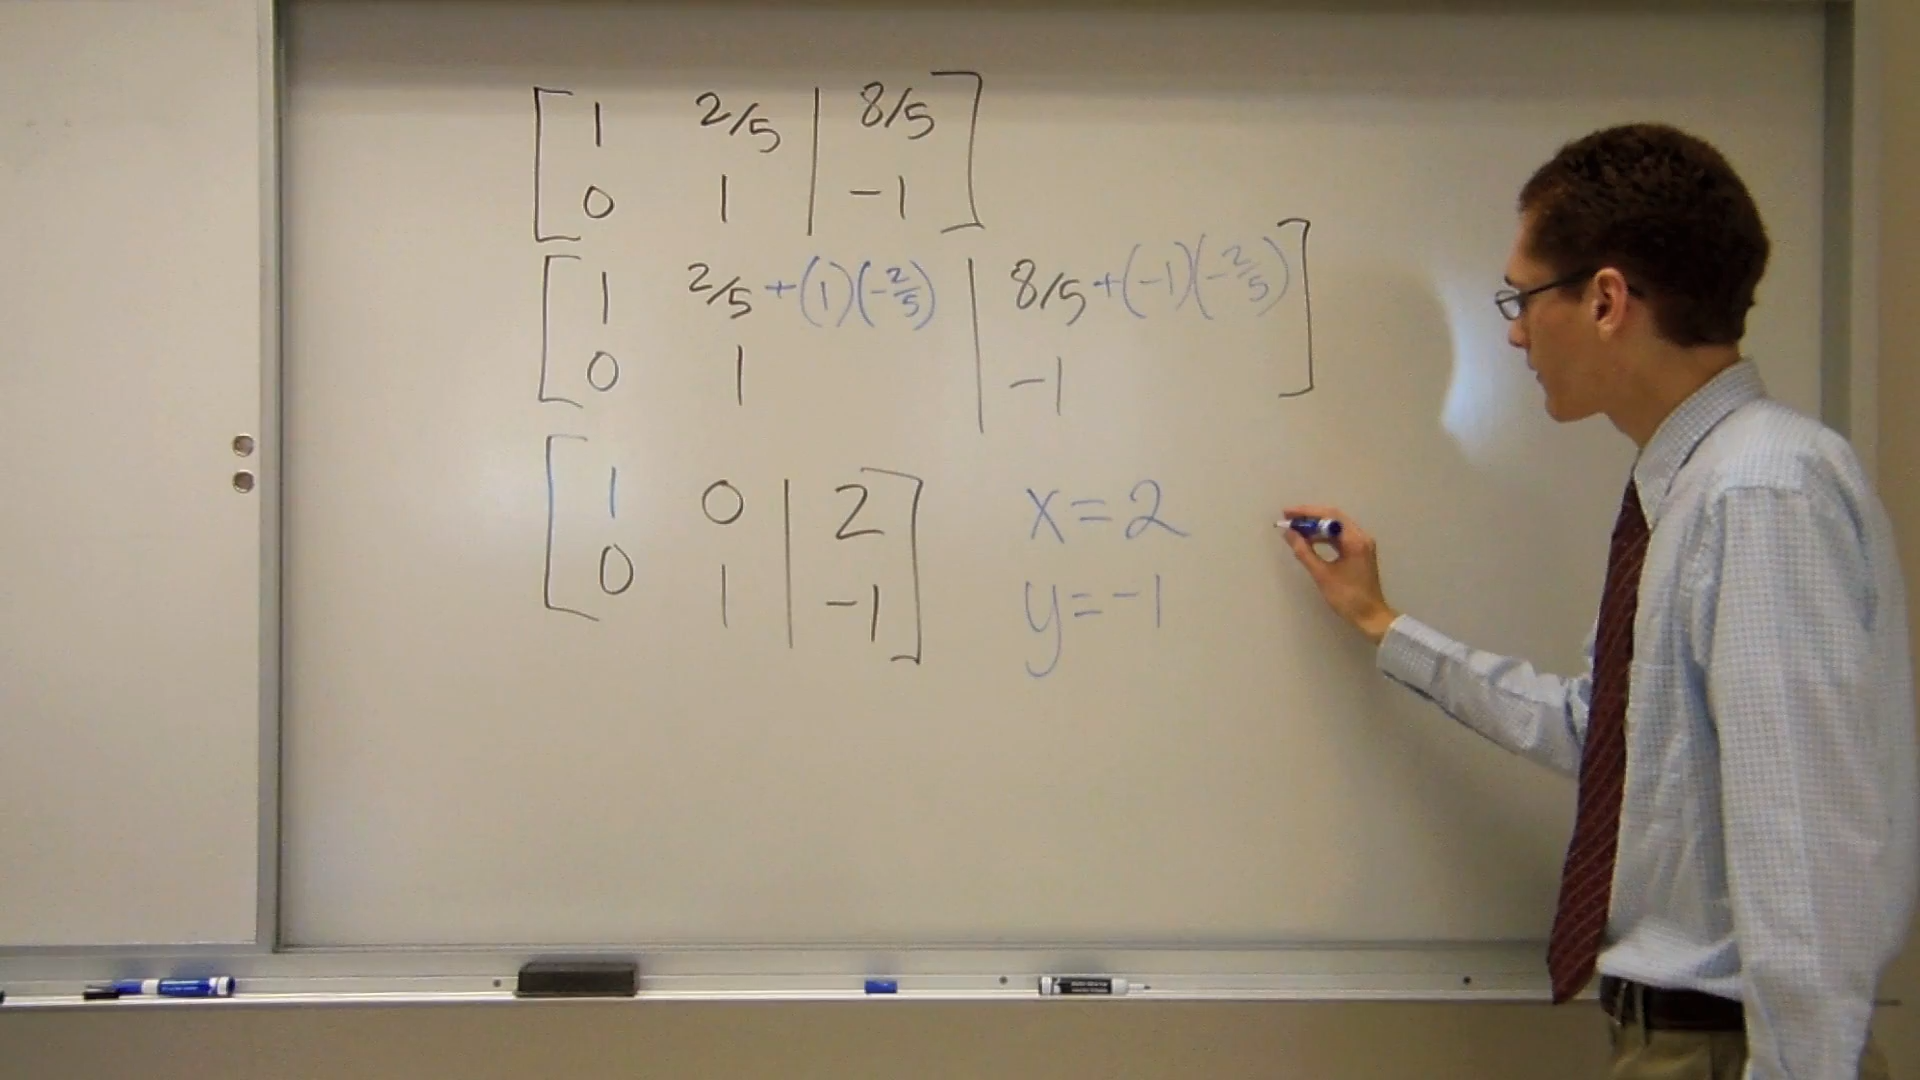 [ 1 2/5 | 8/5 ]
[ 0 1 | -1 ]
[ 1 2/5 + (1)(-2/5) | 8/5 + (-1)(-2/5) ]
[ 0 1 | -1 ]
[ 1 0 | 2 ] x=2
[ 0 1 | -1 ] y=-1